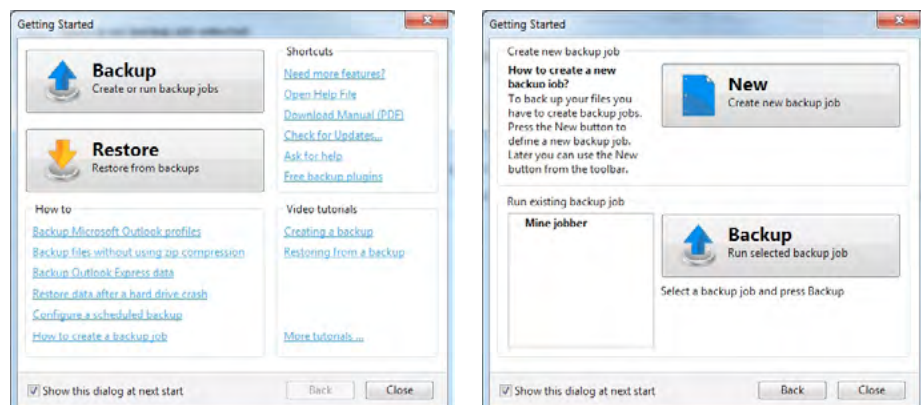 Getting Started
Backup
Create or run backup jobs
Restore
Restore from backups
Shortcuts
Need more features?
Open Help File
Download Manual (PDF)
Check for Updates...
Ask for help
Free backup plugins
How to
Backup Microsoft Outlook profiles
Backup files without using zip compression
Backup Outlook Express data
Restore data after a hard drive crash
Configure a scheduled backup
How to create a backup job
Video tutorials
Creating a backup
Restoring from a backup
More tutorials ...
Show this dialog at next start
Back
Close
Getting Started
Create new backup job
How to create a new
backup job?
To back up your files you
have to create backup jobs.
Press the New button to
define a new backup job.
Later you can use the New
button from the toolbar.
New
Create new backup job
Run existing backup job
Mine jobber
Backup
Run selected backup job
Select a backup job and press Backup
Show this dialog at next start
Back
Close